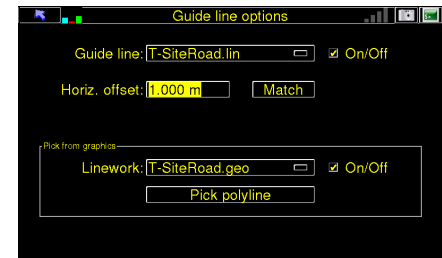 Guide line options
Guide line: T-SiteRoad.lin On/Off
Horiz. offset: 1.000 m Match
Pick from graphics
Linework: T-SiteRoad.geo On/Off
Pick polyline